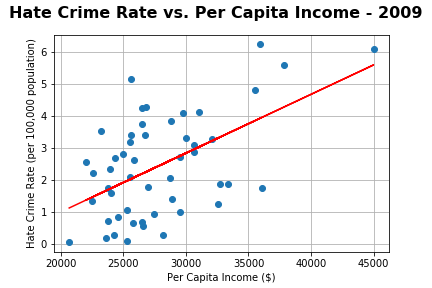 Hate Crime Rate vs. Per Capita Income - 2009
Hate Crime Rate (per 100,000 population)
6
5
4
3
2
1
0
20000 25000 30000 35000 40000 45000
Per Capita Income ($)